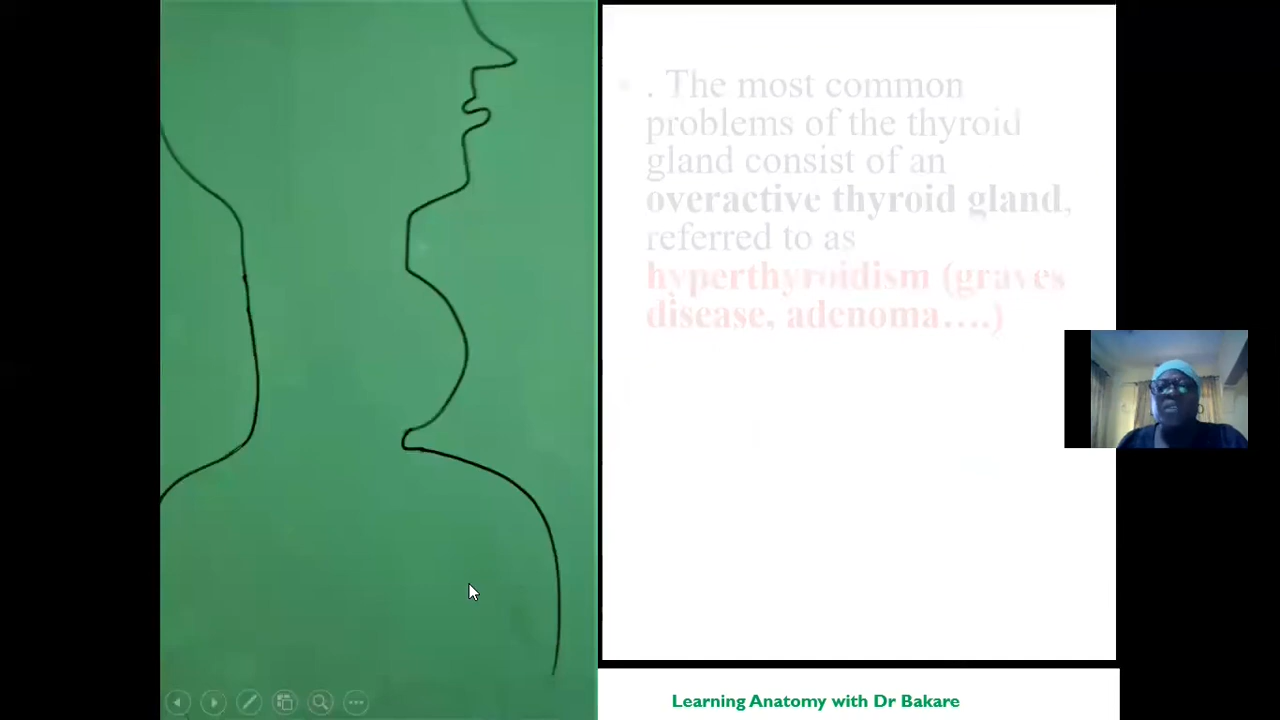 . The most common
problems of the thyroid
gland consist of an
overactive thyroid gland,
referred to as
hyperthyroidism (graves
disease, adenoma….)
Learning Anatomy with Dr Bakare